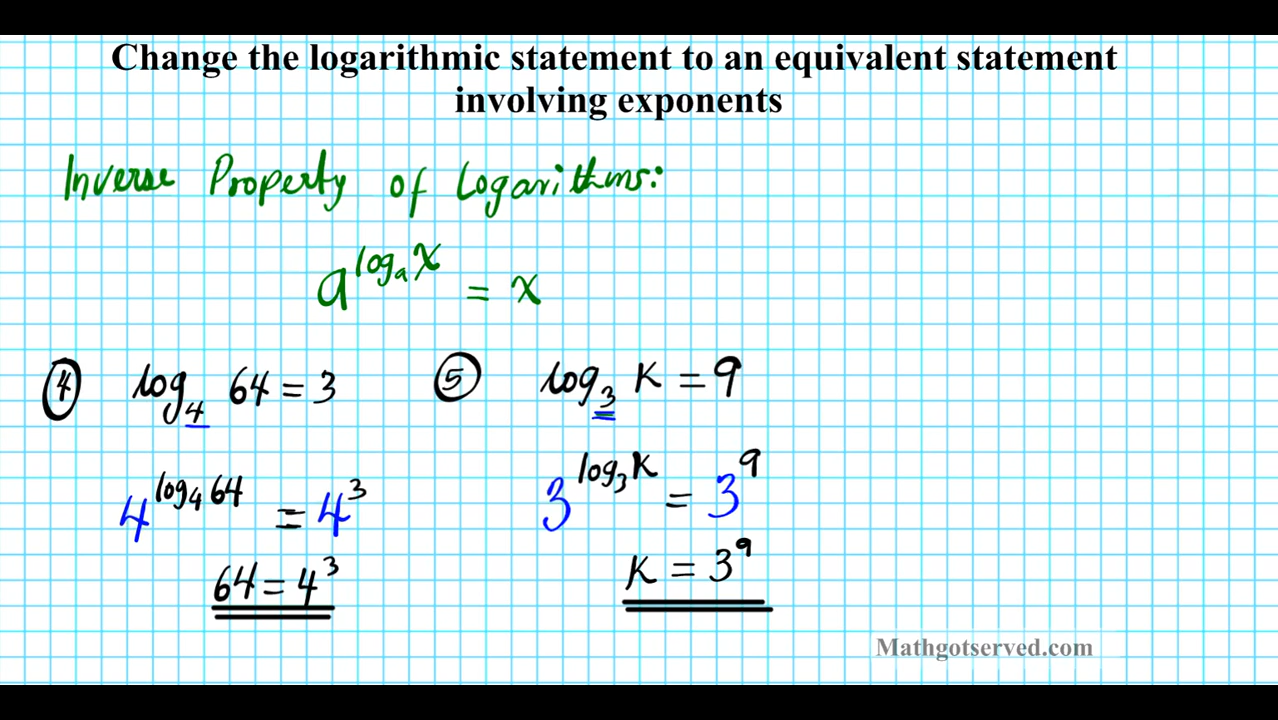 Change the logarithmic statement to an equivalent statement
involving exponents
Inverse Property of Logarithms:
a^{log_a x} = x
④ log_4 64 = 3
4^{log_4 64} = 4^3
64 = 4^3
⑤ log_3 K = 9
3^{log_3 K} = 3^9
K = 3^9
Mathgotserved.com